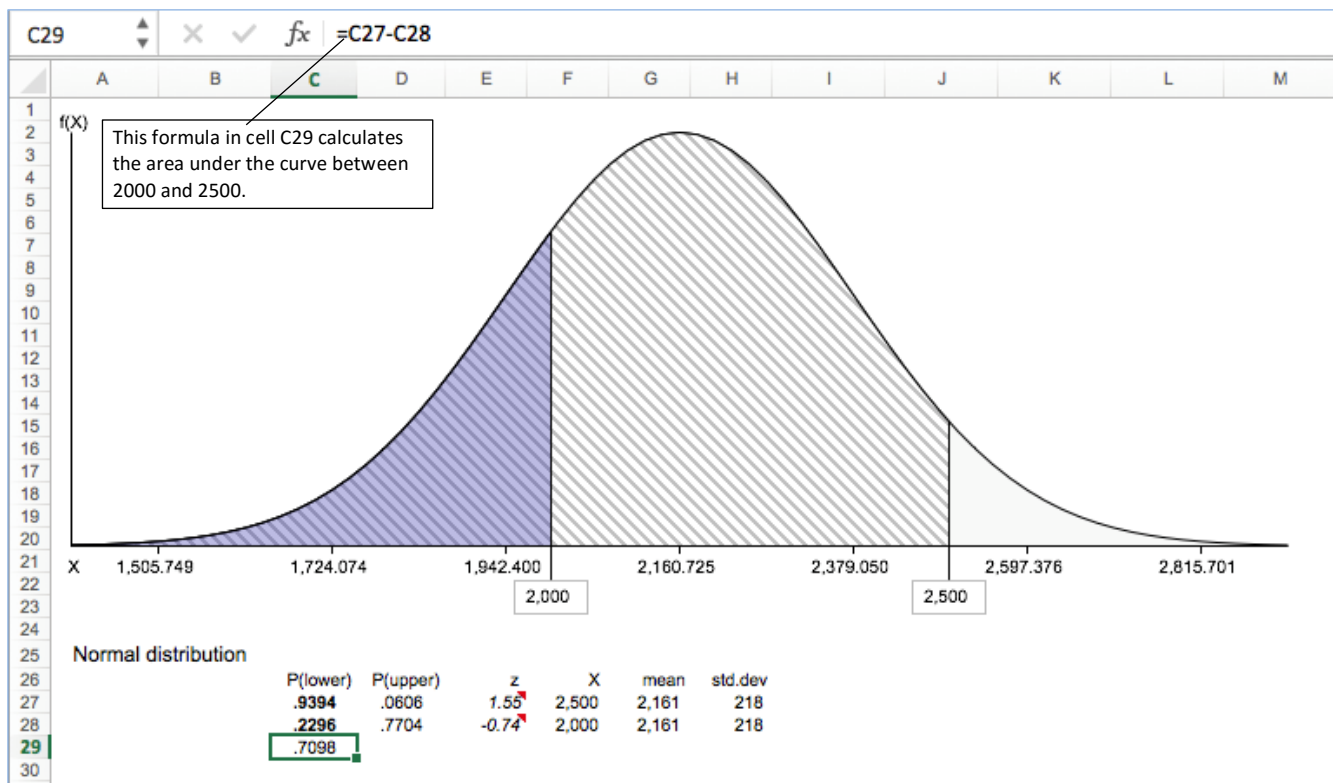 C29 fx =C27-C28
A B C D E F G H I J K L M
1
2
3
4
5
6
7
8
9
10
11
12
13
14
15
16
17
18
19
20
21
22
23
24
25
26
27
28
29
30
f(X)
This formula in cell C29 calculates
the area under the curve between
2000 and 2500.
X 1,505.749 1,724.074 1,942.400 2,160.725 2,379.050 2,597.376 2,815.701
2,000 2,500
Normal distribution
P(lower) P(upper) z X mean std.dev
.9394 .0606 1.55 2,500 2,161 218
.2296 .7704 -0.74 2,000 2,161 218
.7098